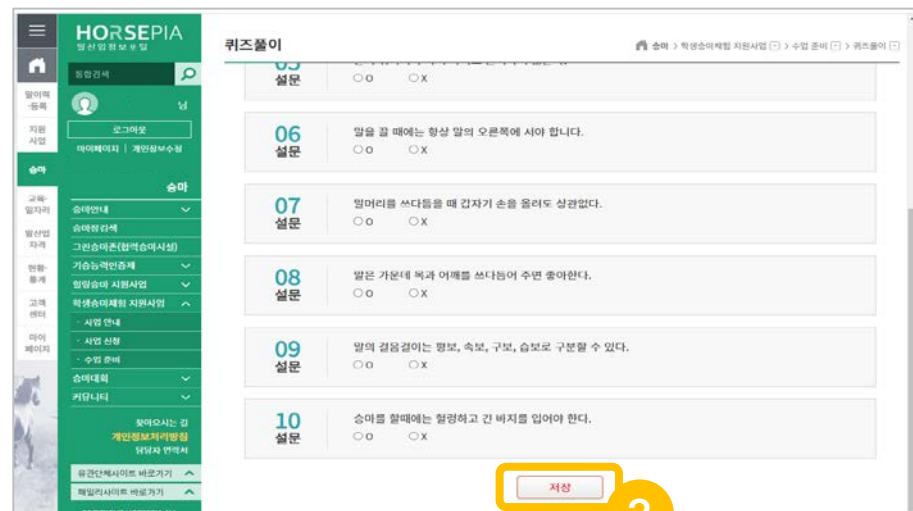 HORSEPIA
말산업정보포털
통합검색
님
로그아웃
마이페이지 | 개인정보수정
말이력
·등록
지원
사업
승마
교육·
일자리
말산업
자격
현황·
통계
고객
센터
마이
페이지
승마
승마안내
승마장검색
그린승마존(협력승마시설)
기승능력인증제
힐링승마 지원사업
학생승마체험 지원사업
· 사업 안내
· 사업 신청
· 수업 준비
승마대회
커뮤니티
찾아오시는 길
개인정보처리방침
담당자 연락처
유관단체사이트 바로가기
패밀리사이트 바로가기
퀴즈풀이
승마 > 학생승마체험 지원사업 > 수업 준비 > 퀴즈풀이
설문
O X
06 말을 끌 때에는 항상 말의 오른쪽에 서야 합니다.
설문 O X
07 말머리를 쓰다듬을 때 갑자기 손을 올려도 상관없다.
설문 O X
08 말은 가운데 목과 어깨를 쓰다듬어 주면 좋아한다.
설문 O X
09 말의 걸음걸이는 평보, 속보, 구보, 습보로 구분할 수 있다.
설문 O X
10 승마를 할때에는 헐렁하고 긴 바지를 입어야 한다.
설문 O X
저장